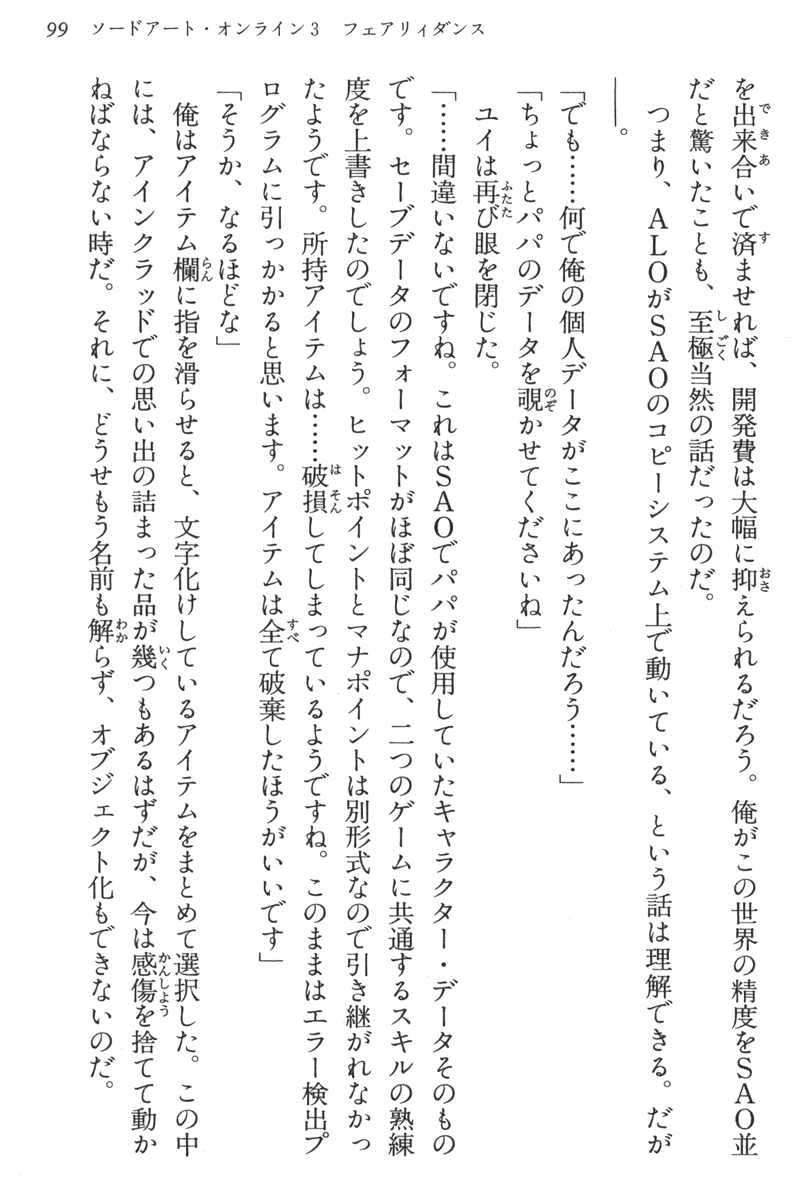 99 ソードアート・オンライン3 フェアリィダンス
を出来合いで済ませれば、開発費は大幅に抑えられるだろう。俺がこの世界の精度をSAO並
だと驚いたことも、至極当然の話だったのだ。
つまり、ALOがSAOのコピーシステム上で動いている、という話は理解できる。だが
――。
「でも……何で俺の個人データがここにあったんだろう……」
「ちょっとパパのデータを覗かせてくださいね」
ユイは再び眼を閉じた。
「……間違いないですね。これはSAOでパパが使用していたキャラクター・データそのもの
です。セーブデータのフォーマットがほぼ同じなので、二つのゲームに共通するスキルの熟練
度を上書きしたのでしょう。ヒットポイントとマナポイントは別形式なので引き継がれなかっ
たようです。所持アイテムは……破損してしまっているようですね。このままはエラー検出プ
ログラムに引っかかると思います。アイテムは全て破棄したほうがいいです」
「そうか、なるほどな」
俺はアイテム欄に指を滑らせると、文字化けしているアイテムをまとめて選択した。この中
には、アインクラッドでの思い出の詰まった品が幾つもあるはずだが、今は感傷を捨てて動か
ねばならない時だ。それに、どうせもう名前も解らず、オブジェクト化もできないのだ。